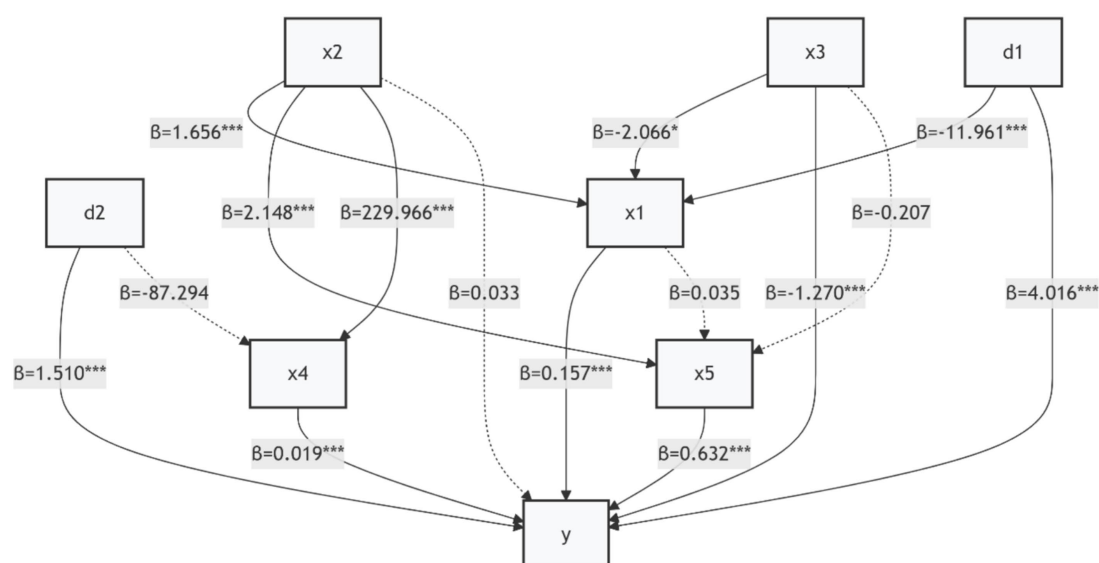 x2
x3
d1
β=1.656***
β=-2.066*
β=-11.961***
d2
β=2.148***
β=229.966***
x1
β=-0.207
β=-87.294
β=0.033
β=0.035
β=-1.270***
β=4.016***
β=1.510***
x4
β=0.157***
x5
β=0.019***
β=0.632***
y